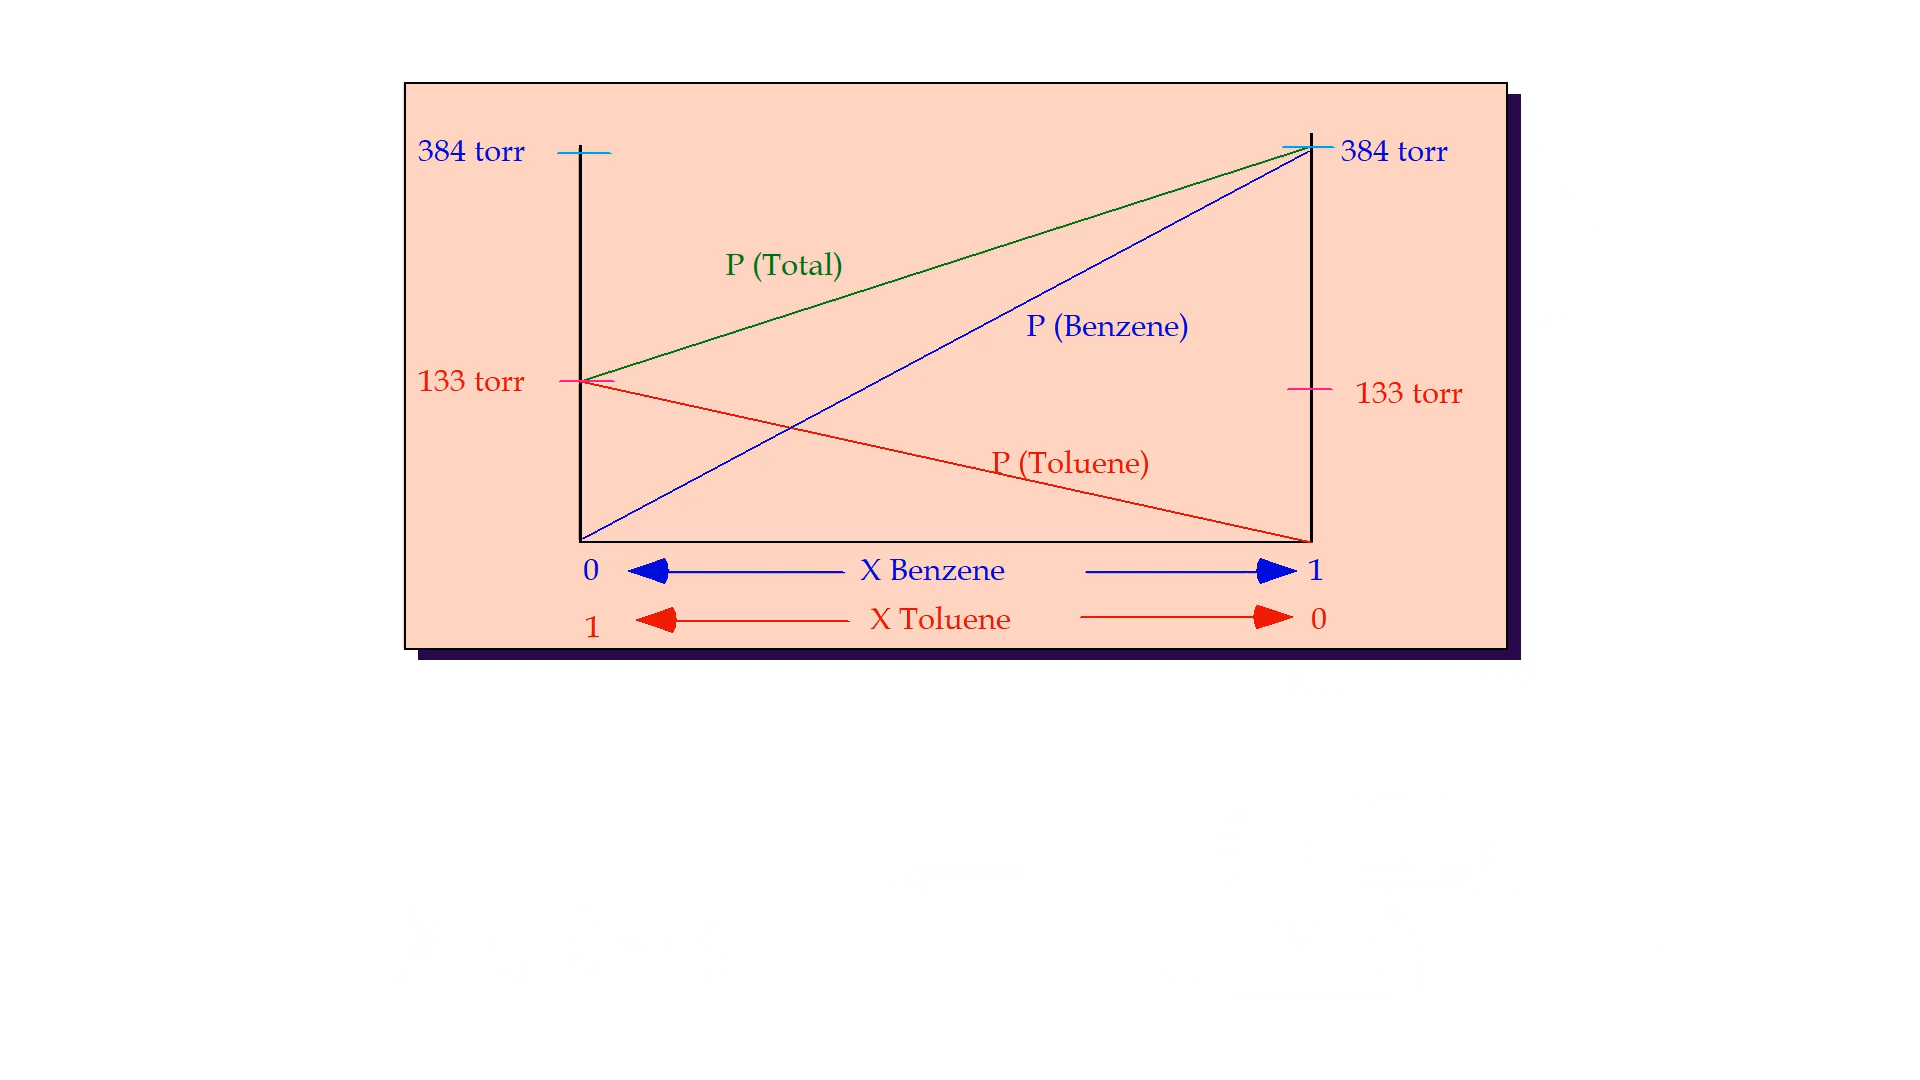 384 torr
384 torr
P (Total)
P (Benzene)
133 torr
133 torr
P (Toluene)
0 X Benzene 1
1 X Toluene 0